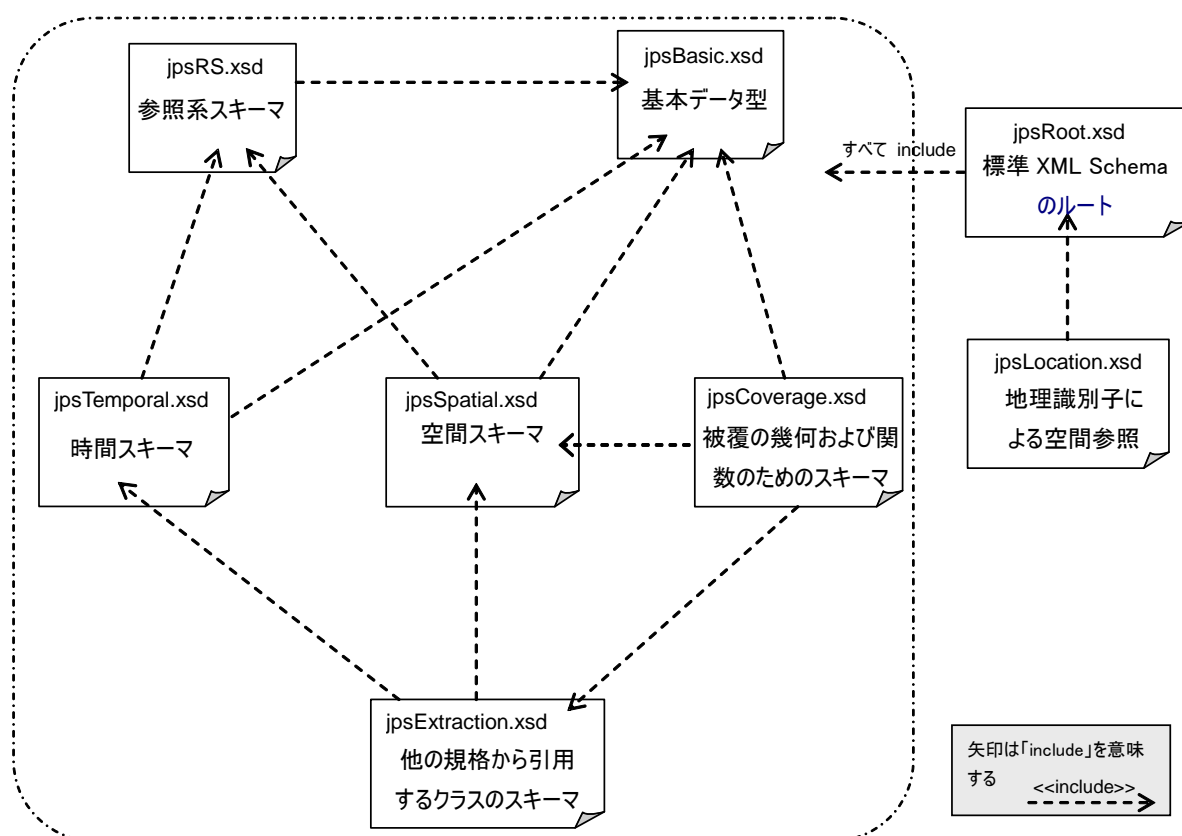 jpsRS.xsd
参照系スキーマ
jpsBasic.xsd
基本データ型
すべて include
jpsRoot.xsd
標準 XML Schema
のルート
jpsTemporal.xsd
時間スキーマ
jpsSpatial.xsd
空間スキーマ
jpsCoverage.xsd
被覆の幾何および関
数のためのスキーマ
jpsLocation.xsd
地理識別子に
よる空間参照
jpsExtraction.xsd
他の規格から引用
するクラスのスキーマ
矢印は「include」を意味
する
<<include>>